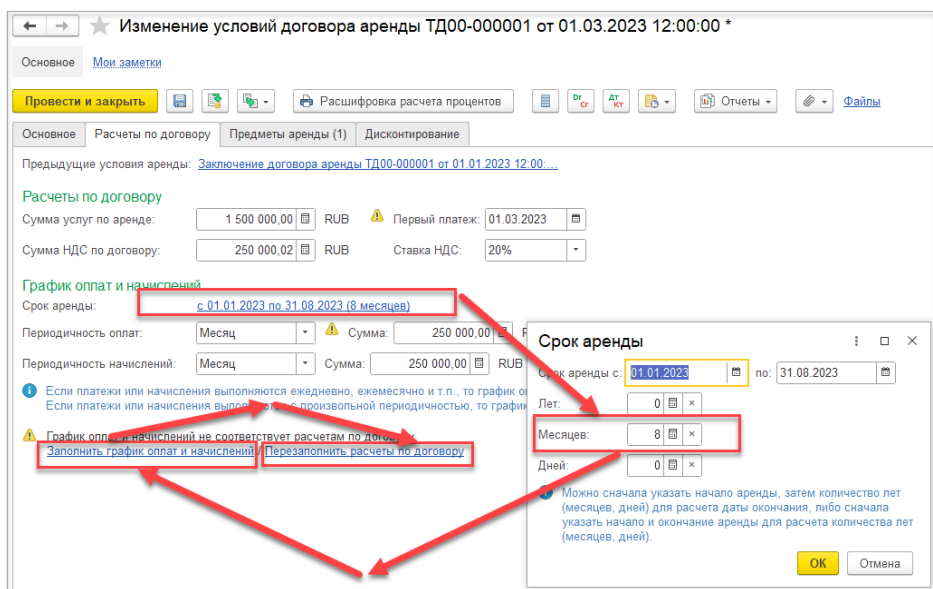 Изменение условий договора аренды ТД00-000001 от 01.03.2023 12:00:00 *
Основное Мои заметки
Провести и закрыть Расшифровка расчета процентов Dr Cr Дт Кт Отчеты Файлы
Основное Расчеты по договору Предметы аренды (1) Дисконтирование
Предыдущие условия аренды: Заключение договора аренды ТД00-000001 от 01.01.2023 12:00:...
Расчеты по договору
Сумма услуг по аренде: 1 500 000,00 RUB Первый платеж: 01.03.2023
Сумма НДС по договору: 250 000,02 RUB Ставка НДС: 20%
График оплат и начислений
Срок аренды: с 01.01.2023 по 31.08.2023 (8 месяцев)
Периодичность оплат: Месяц Сумма: 250 000,00
Периодичность начислений: Месяц Сумма: 250 000,00 RUB
Если платежи или начисления выполняются ежедневно, ежемесячно и т.п., то график
Если платежи или начисления выполняются с произвольной периодичностью, то график
График оплат и начислений не соответствует расчетам по договору.
Заполнить график оплат и начислений / Перезаполнить расчеты по договору
Срок аренды
Срок аренды с: 01.01.2023 по: 31.08.2023
Лет: 0
Месяцев: 8
Дней: 0
Можно сначала указать начало аренды, затем количество лет
(месяцев, дней) для расчета даты окончания, либо сначала
указать начало и окончание аренды для расчета количества лет
(месяцев, дней).
ОК Отмена